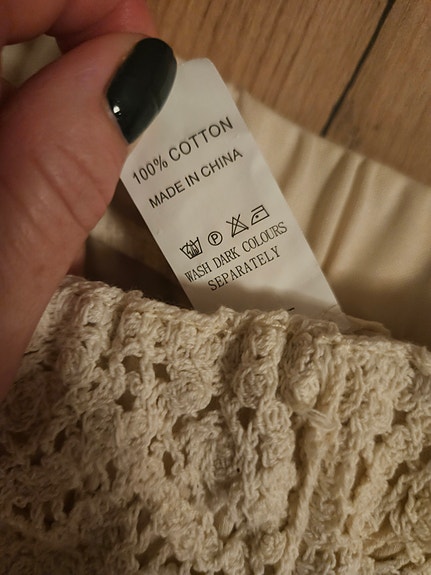 100% COTTON
MADE IN CHINA
P
WASH DARK COLOURS
SEPARATELY